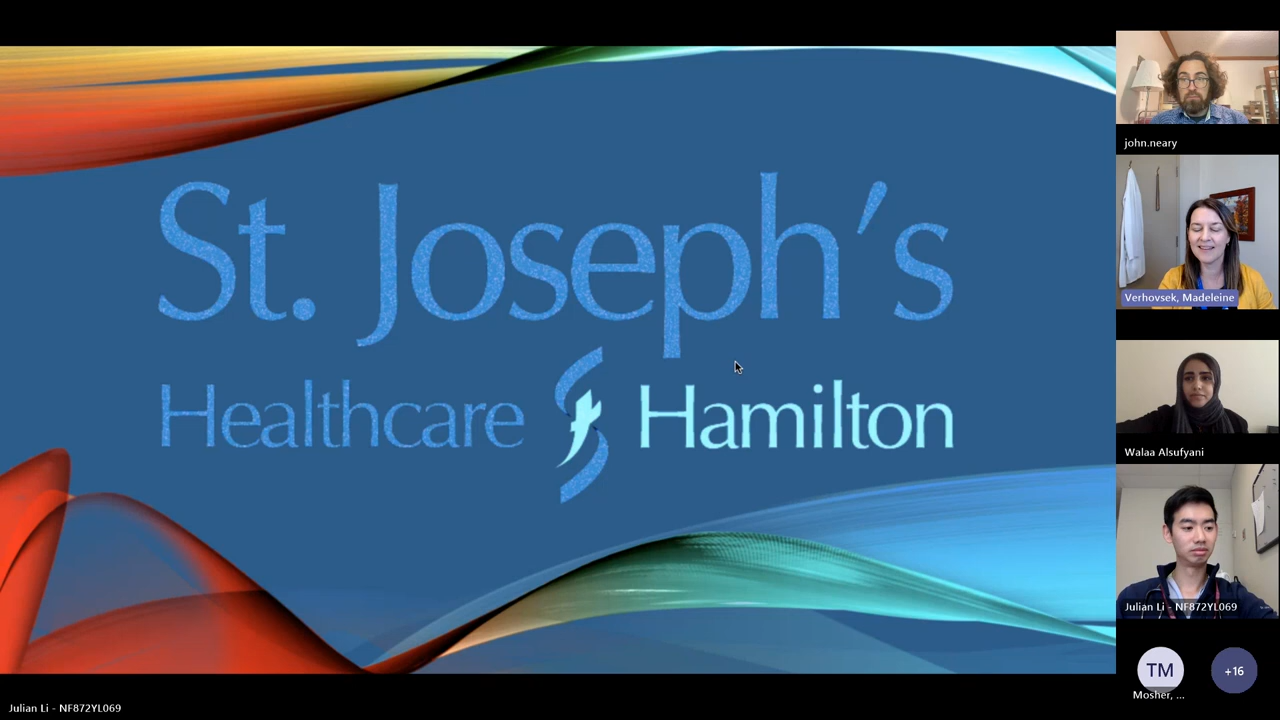 St. Joseph's
Healthcare Hamilton
john.neary
Verhovsek, Madeleine
Walaa Alsufyani
Julian Li - NF872YL069
TM
+16
Mosher, ...
Julian Li - NF872YL069